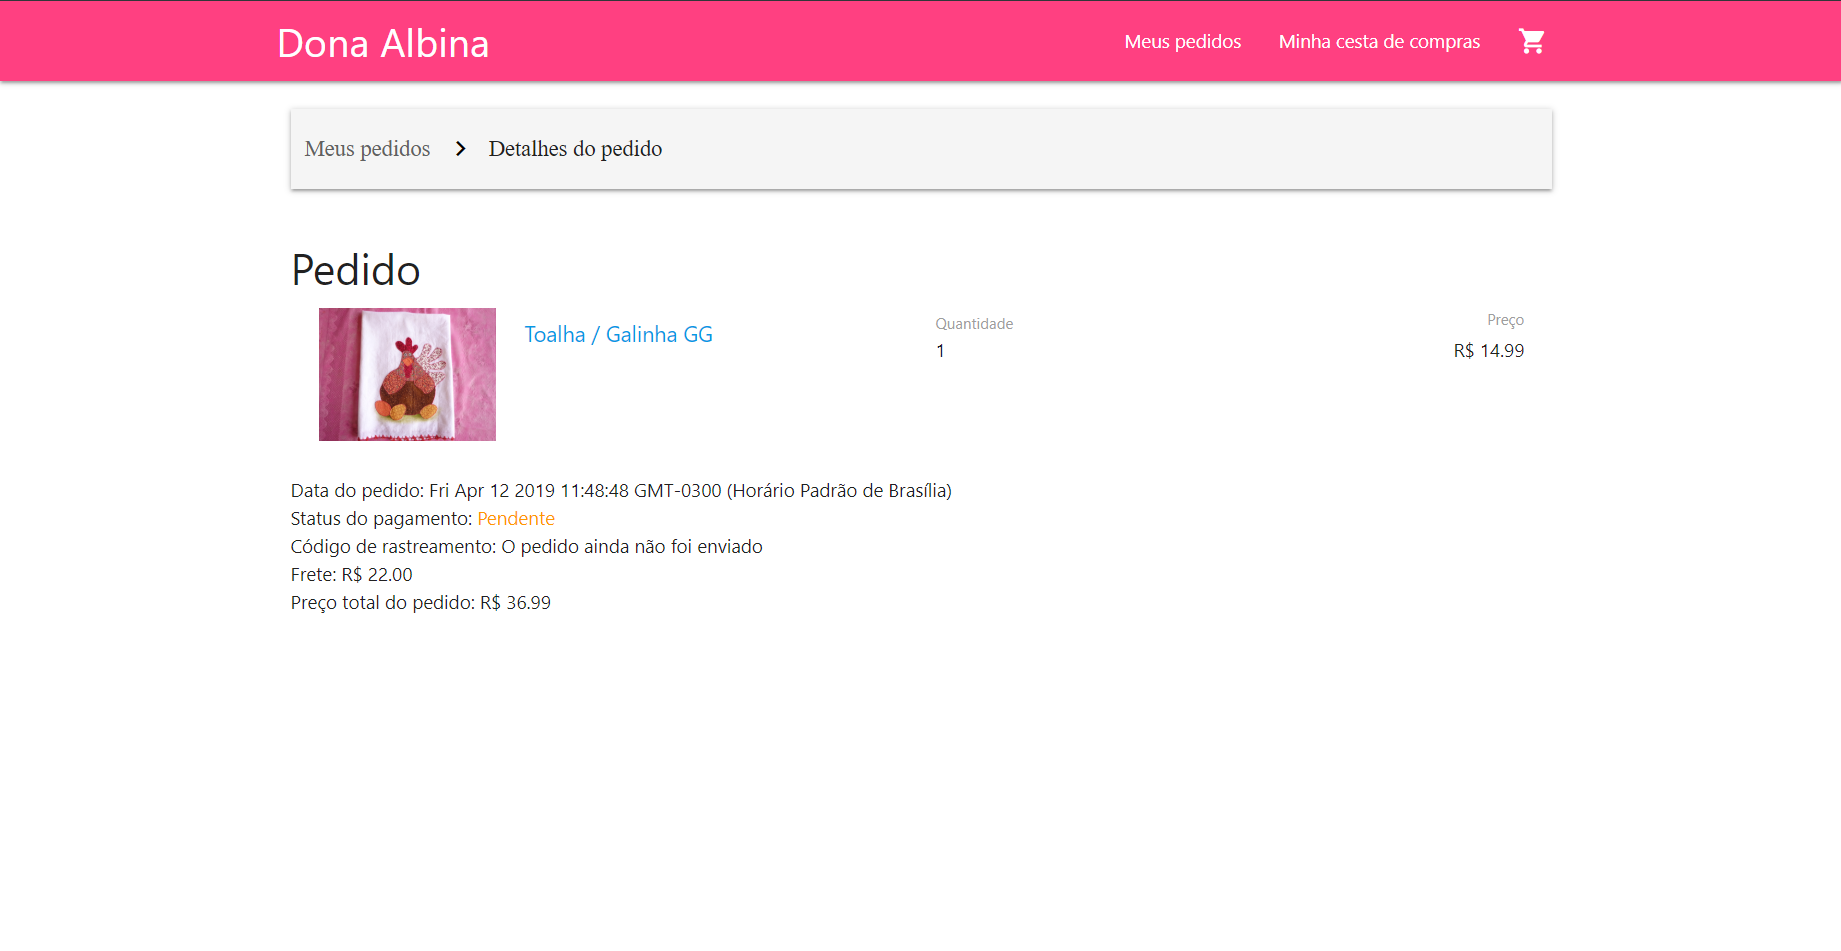 Dona Albina
Meus pedidos
Minha cesta de compras
Meus pedidos
Detalhes do pedido
Pedido
Toalha / Galinha GG
Quantidade
1
Preço
R$ 14.99
Data do pedido: Fri Apr 12 2019 11:48:48 GMT-0300 (Horário Padrão de Brasília)
Status do pagamento: Pendente
Código de rastreamento: O pedido ainda não foi enviado
Frete: R$ 22.00
Preço total do pedido: R$ 36.99